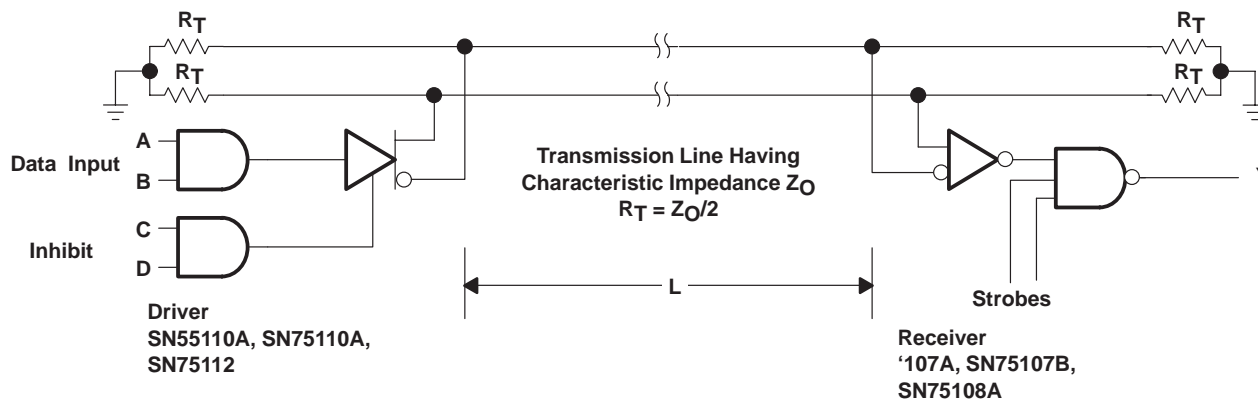 RT
RT
RT
RT
A
Data Input
B
C
Inhibit
D
Transmission Line Having
Characteristic Impedance ZO
RT = ZO/2
L
Strobes
Driver
SN55110A, SN75110A,
SN75112
Receiver
‘107A, SN75107B,
SN75108A